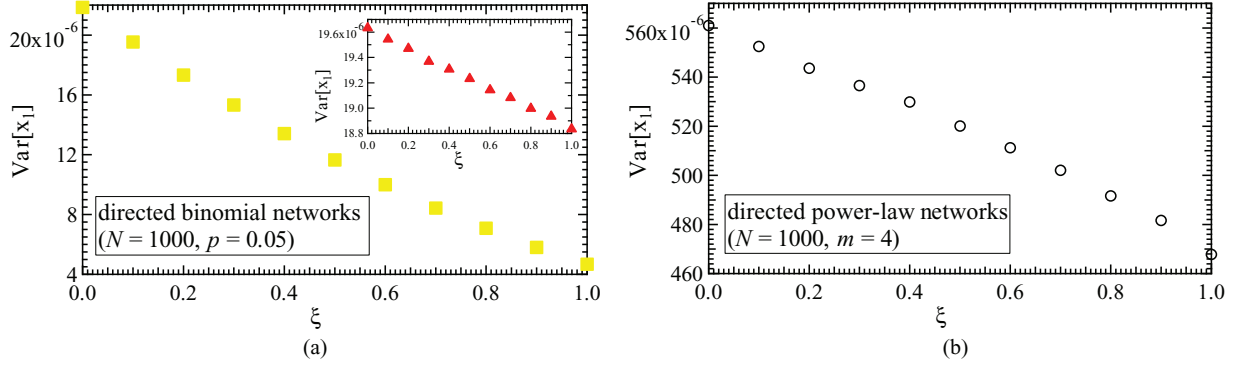 20x10⁻⁶
16
12
8
4
Var[x₁]
0.0 0.2 0.4 0.6 0.8 1.0
ξ
directed binomial networks
(N = 1000, p = 0.05)
19.6x10⁻⁶
19.4
19.2
19.0
18.8
Var[x₁]
0.0 0.2 0.4 0.6 0.8 1.0
ξ
(a)
560x10⁻⁶
540
520
500
480
460
Var[x₁]
0.0 0.2 0.4 0.6 0.8 1.0
ξ
directed power-law networks
(N = 1000, m = 4)
(b)